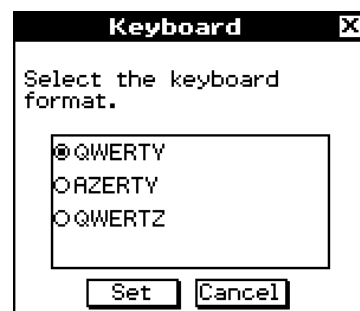 Keyboard X
Select the keyboard
format.
QWERTY
AZERTY
QWERTZ
Set Cancel